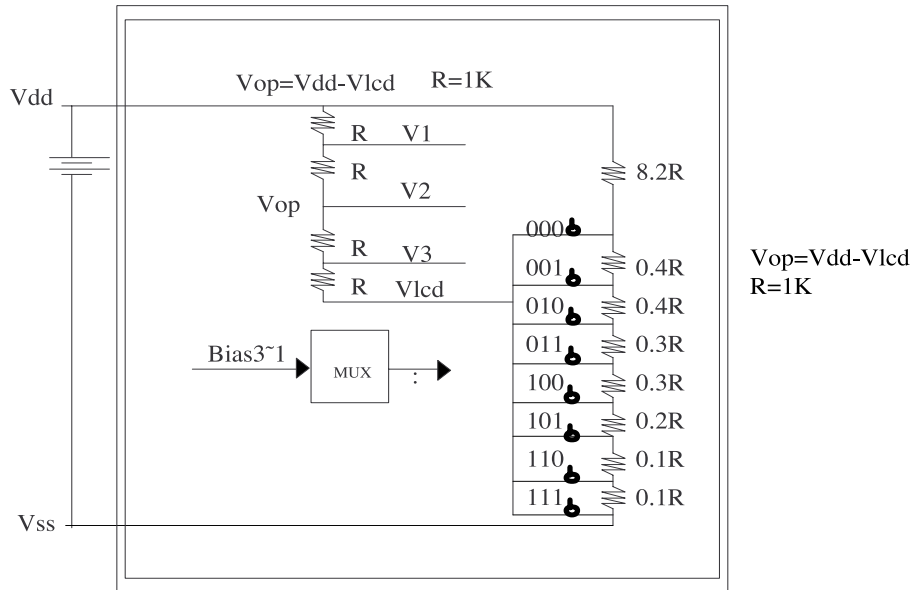 Vop=Vdd-Vlcd R=1K
Vdd
R V1
8.2R
R
V2
Vop
000
R V3
001 0.4R
R Vlcd
010 0.4R
011 0.3R
Bias3~1
MUX :
100 0.3R
101 0.2R
110 0.1R
111 0.1R
Vss
Vop=Vdd-Vlcd
R=1K